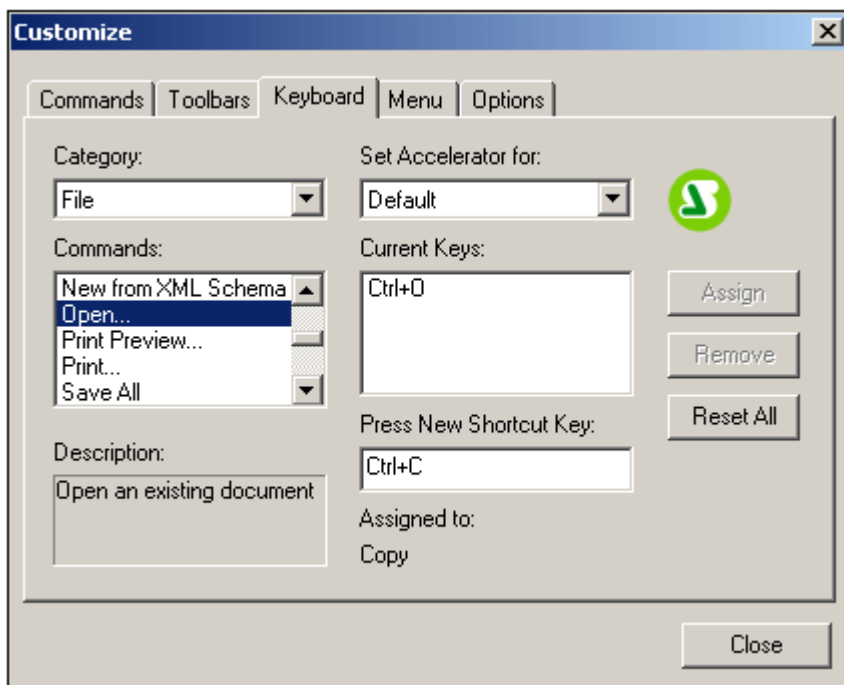 Customize
Commands Toolbars Keyboard Menu Options
Category:
File
Commands:
New from XML Schema
Open...
Print Preview...
Print...
Save All
Description:
Open an existing document
Set Accelerator for:
Default
Current Keys:
Ctrl+O
Press New Shortcut Key:
Ctrl+C
Assigned to:
Copy
Assign
Remove
Reset All
Close